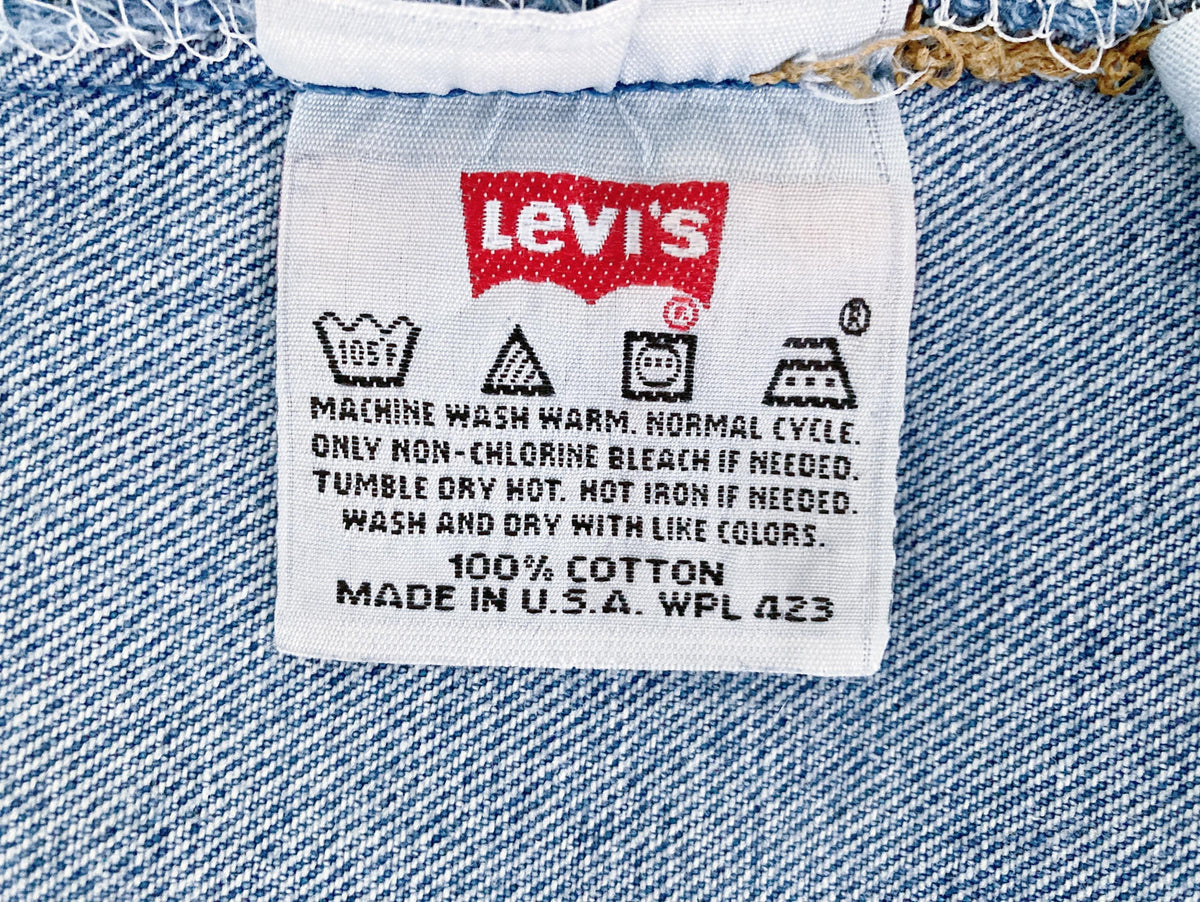 LEVI'S
®
®
105°F
MACHINE WASH WARM. NORMAL CYCLE.
ONLY NON-CHLORINE BLEACH IF NEEDED.
TUMBLE DRY HOT. HOT IRON IF NEEDED.
WASH AND DRY WITH LIKE COLORS.
100% COTTON
MADE IN U.S.A. WPL 423